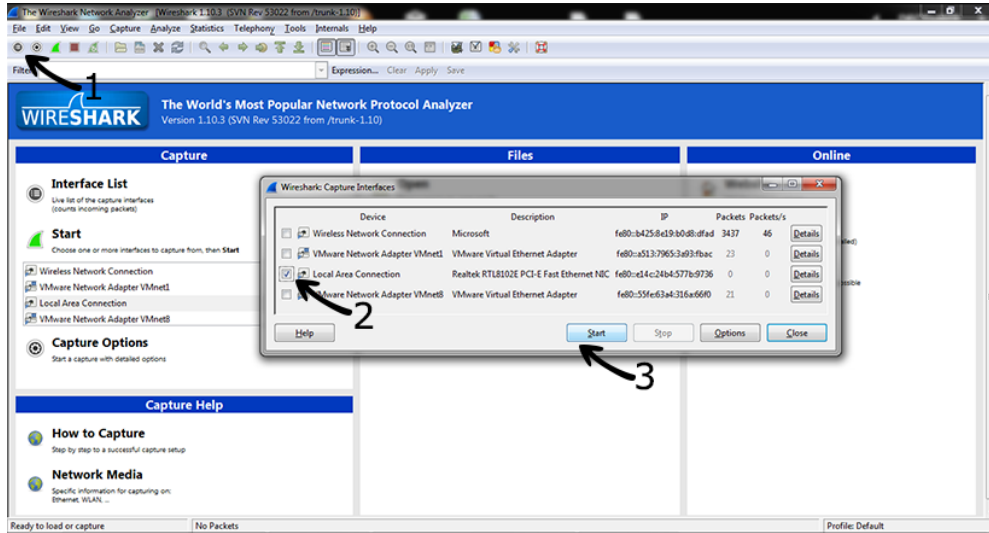 The Wireshark Network Analyzer [Wireshark 1.10.3 (SVN Rev 53022 from /trunk-1.10)]
File Edit View Go Capture Analyze Statistics Telephony Tools Internals Help
Filter: Expression... Clear Apply Save
1
WIRESHARK
The World's Most Popular Network Protocol Analyzer
Version 1.10.3 (SVN Rev 53022 from /trunk-1.10)
Capture
Interface List
Live list of the capture interfaces
(counts incoming packets)
Start
Choose one or more interfaces to capture from, then Start
Wireless Network Connection
VMware Network Adapter VMnet1
Local Area Connection
VMware Network Adapter VMnet8
Capture Options
Start a capture with detailed options
Capture Help
How to Capture
Step by step to a successful capture setup
Network Media
Specific information for capturing on:
Ethernet, WLAN, ...
Files
Open
Online
Wireshark: Capture Interfaces
Device Description IP Packets Packets/s
Wireless Network Connection Microsoft fe80::b425:8e19:b0d8:dfad 3437 46 Details
VMware Network Adapter VMnet1 VMware Virtual Ethernet Adapter fe80::a513:7965:3a93:fbac 23 0 Details
Local Area Connection Realtek RTL8102E PCI-E Fast Ethernet NIC fe80::e14c:24b4:577b:9736 0 0 Details
VMware Network Adapter VMnet8 VMware Virtual Ethernet Adapter fe80::55fe:63a4:316a:66f0 21 0 Details
2
Help Start Stop Options Close
3
Ready to load or capture No Packets Profile: Default